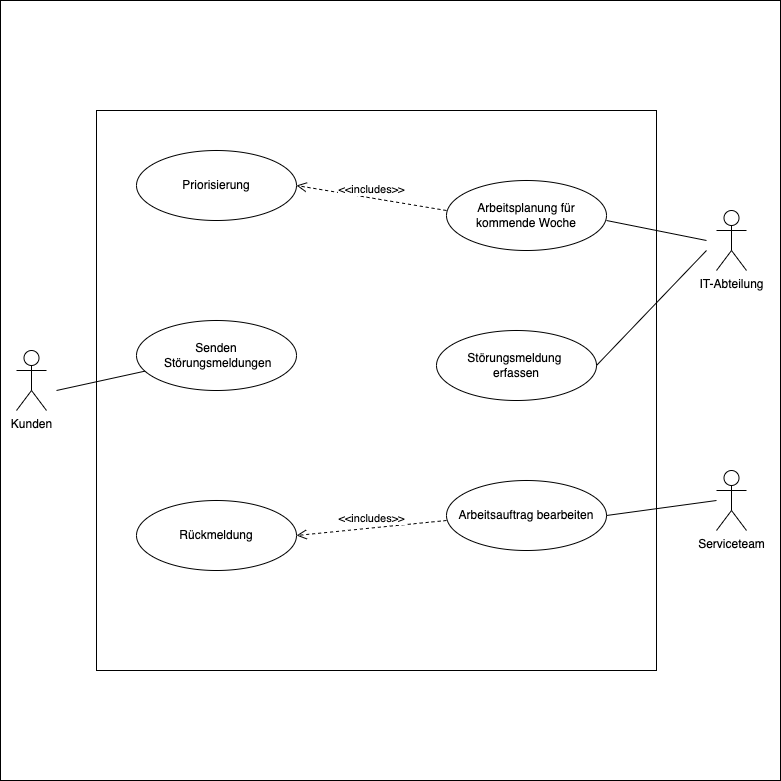 Priorisierung
<<includes>>
Arbeitsplanung für
kommende Woche
IT-Abteilung
Senden
Störungsmeldungen
Störungsmeldung
erfassen
Kunden
Rückmeldung
<<includes>>
Arbeitsauftrag bearbeiten
Serviceteam